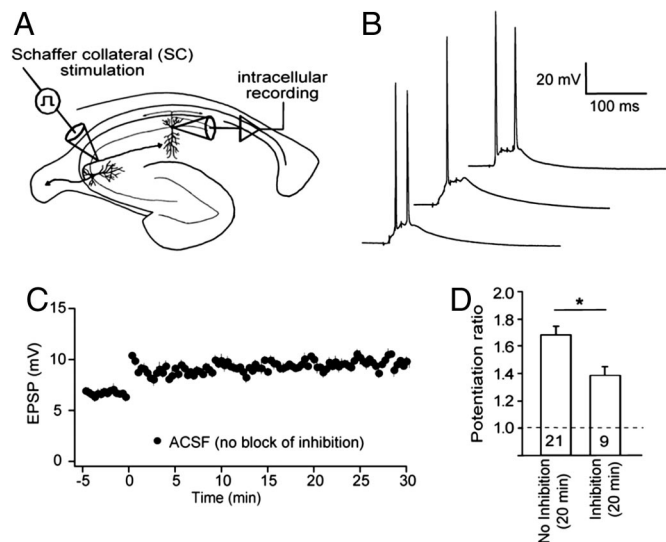 A
Schaffer collateral (SC)
stimulation
intracellular
recording
B
20 mV
100 ms
C
15
10
5
0
EPSP (mV)
ACSF (no block of inhibition)
-5 0 5 10 15 20 25 30
Time (min)
D
*
2.0
1.8
1.6
1.4
1.2
1.0
Potentiation ratio
21 9
No Inhibition
(20 min)
Inhibition
(20 min)